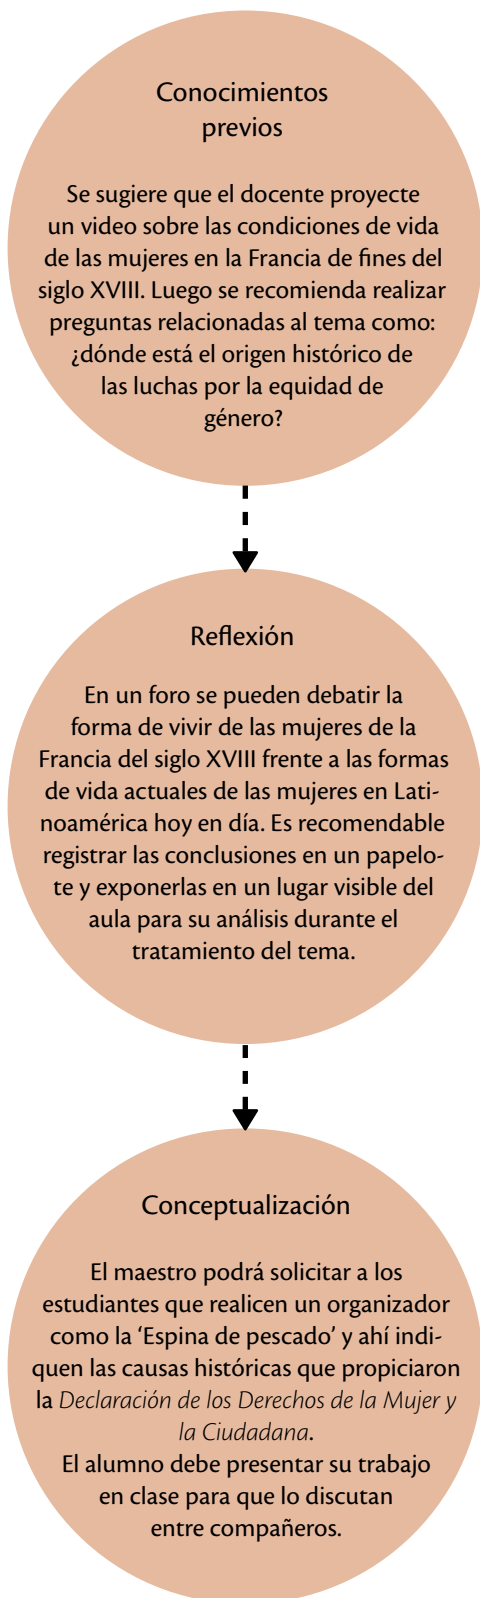 Conocimientos
previos
Se sugiere que el docente proyecte
un video sobre las condiciones de vida
de las mujeres en la Francia de fines del
siglo XVIII. Luego se recomienda realizar
preguntas relacionadas al tema como:
¿dónde está el origen histórico de
las luchas por la equidad de
género?
Reflexión
En un foro se pueden debatir la
forma de vivir de las mujeres de la
Francia del siglo XVIII frente a las formas
de vida actuales de las mujeres en Lati-
noamérica hoy en día. Es recomendable
registrar las conclusiones en un papelo-
te y exponerlas en un lugar visible del
aula para su análisis durante el
tratamiento del tema.
Conceptualización
El maestro podrá solicitar a los
estudiantes que realicen un organizador
como la ‘Espina de pescado’ y ahí indi-
quen las causas históricas que propiciaron
la Declaración de los Derechos de la Mujer y
la Ciudadana.
El alumno debe presentar su trabajo
en clase para que lo discutan
entre compañeros.